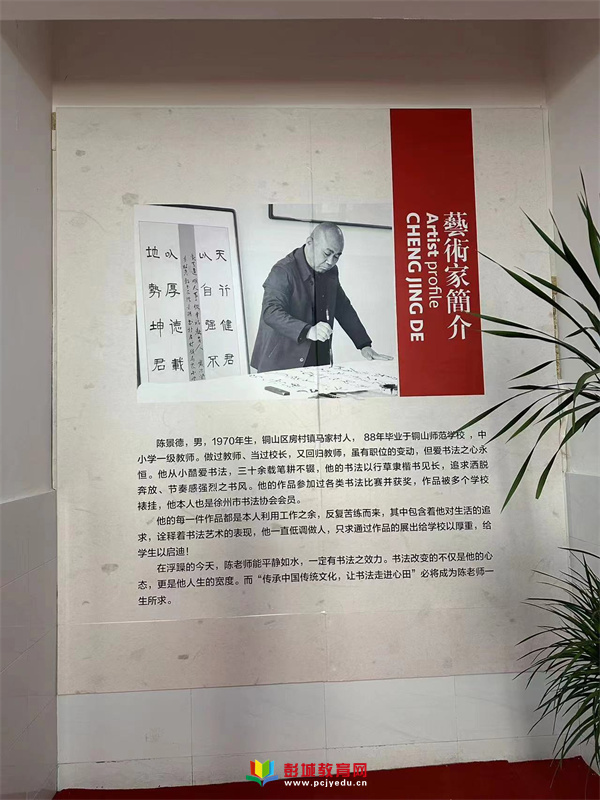 藝術家簡介
Artist profile
CHENG JING DE
天行健君
以自强不
以厚德載
地勢坤君
陈景德，男，1970年生，铜山区房村镇马家村人， 88年毕业于铜山师范学校 ，中
小学一级教师。做过教师、当过校长，又回归教师，虽有职位的变动，但爱书法之心永
恒。他从小酷爱书法，三十余载笔耕不辍，他的书法以行草隶楷书见长，追求洒脱
奔放、节奏感强烈之书风。他的作品参加过各类书法比赛并获奖，作品被多个学校
裱挂，他本人也是徐州市书法协会会员。
他的每一件作品都是本人利用工作之余，反复苦练而来，其中包含着他对生活的追
求，诠释着书法艺术的表现，他一直低调做人，只求通过作品的展出给学校以厚重，给
学生以启迪！
在浮躁的今天，陈老师能平静如水，一定有书法之效力。书法改变的不仅是他的心
态，更是他人生的宽度。而“传承中国传统文化，让书法走进心田”必将成为陈老师一
生所求。
彭城教育网
www.pcjyedu.cn